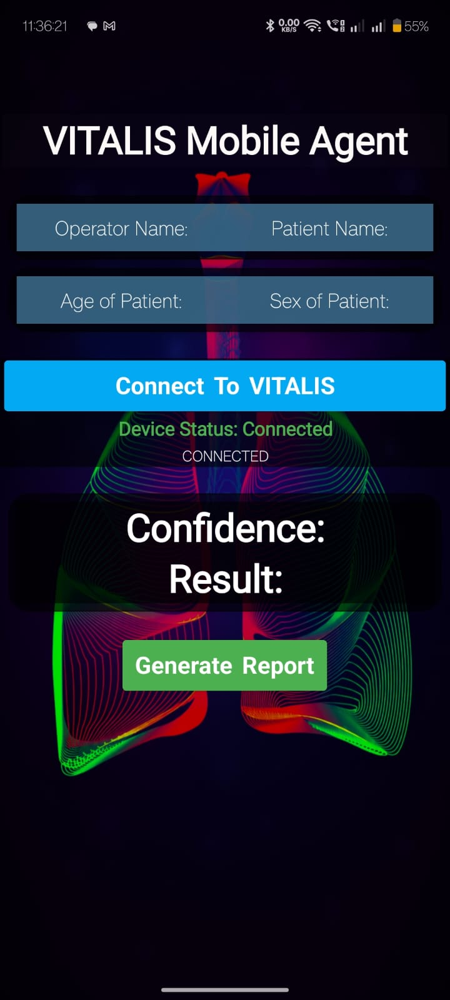 11:36:21 0.00 KB/S 55%
VITALIS Mobile Agent
Operator Name: Patient Name:
Age of Patient: Sex of Patient:
Connect To VITALIS
Device Status: Connected
CONNECTED
Confidence:
Result:
Generate Report